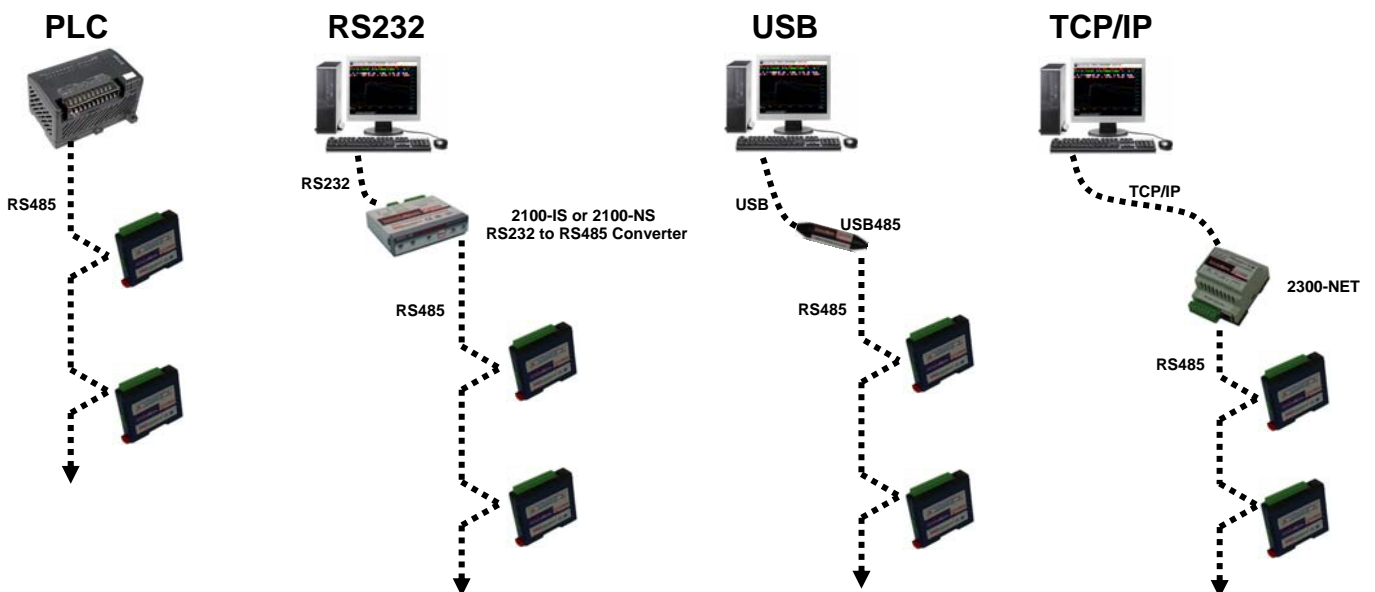 PLC
RS232
USB
TCP/IP
RS485
RS232
2100-IS or 2100-NS
RS232 to RS485 Converter
RS485
USB
USB485
RS485
TCP/IP
2300-NET
RS485